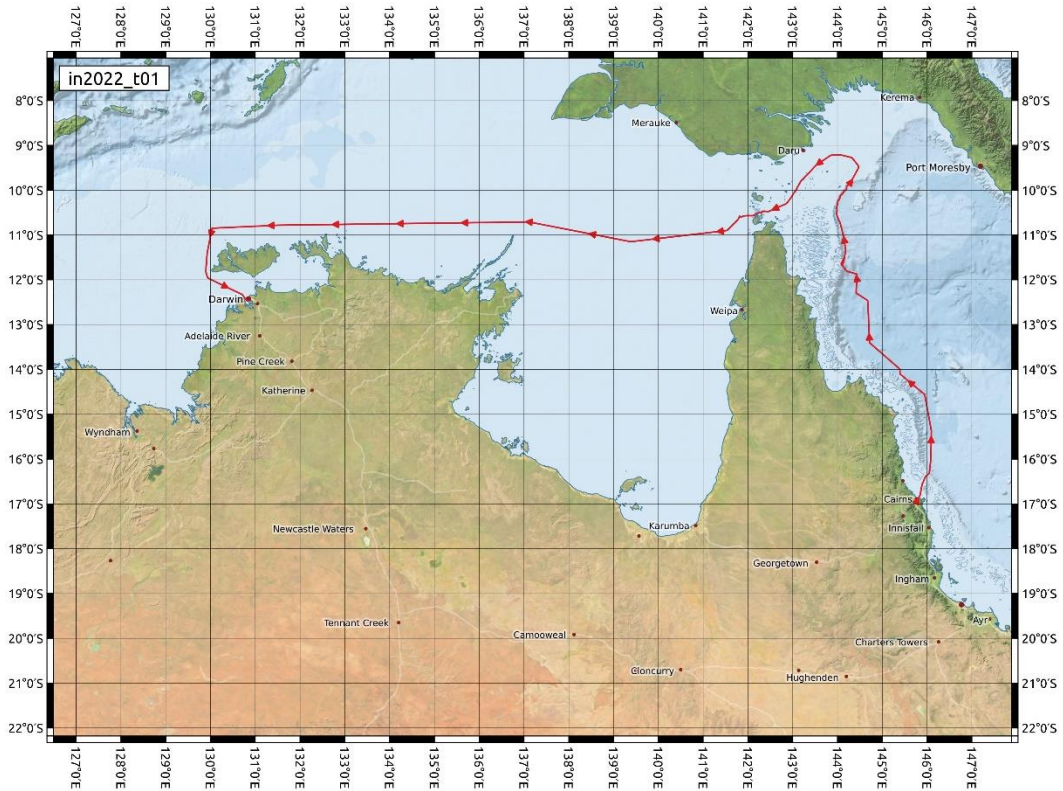 127°0'E 128°0'E 129°0'E 130°0'E 131°0'E 132°0'E 133°0'E 134°0'E 135°0'E 136°0'E 137°0'E 138°0'E 139°0'E 140°0'E 141°0'E 142°0'E 143°0'E 144°0'E 145°0'E 146°0'E 147°0'E
in2022_t01
8°0'S Kerema 8°0'S
Merauke
9°0'S Daru 9°0'S
Port Moresby
10°0'S 10°0'S
11°0'S 11°0'S
12°0'S 12°0'S
Darwin
Weipa
13°0'S 13°0'S
Adelaide River
Pine Creek
14°0'S 14°0'S
Katherine
15°0'S 15°0'S
Wyndham
16°0'S 16°0'S
Cairns
17°0'S 17°0'S
Newcastle Waters Karumba Innisfail
18°0'S 18°0'S
Georgetown
Ingham
19°0'S 19°0'S
Tennant Creek Ayr
Camooweal
20°0'S 20°0'S
Charters Towers
Cloncurry
Hughenden
21°0'S 21°0'S
22°0'S 22°0'S
127°0'E 128°0'E 129°0'E 130°0'E 131°0'E 132°0'E 133°0'E 134°0'E 135°0'E 136°0'E 137°0'E 138°0'E 139°0'E 140°0'E 141°0'E 142°0'E 143°0'E 144°0'E 145°0'E 146°0'E 147°0'E